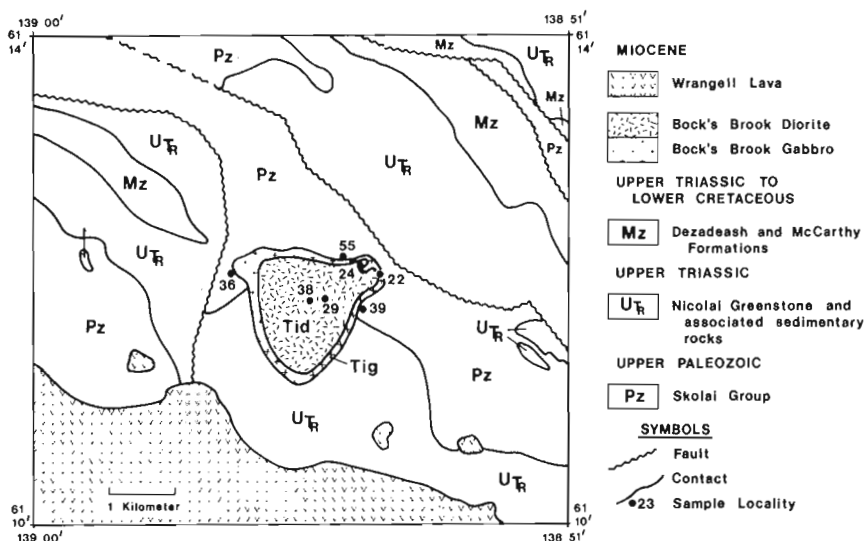 139 00′
138 51′
61
14′
61
14′
Pz
Mz
UTR
Mz
Mz
Pz
UTR
Mz
Pz
UTR
UTR
55
24
22
36
38
29
39
Tid
Tig
Pz
UTR
Pz
UTR
UTR
1 Kilometer
61
10′
61
10′
139 00′
138 51′
MIOCENE
Wrangell Lava
Bock's Brook Diorite
Bock's Brook Gabbro
UPPER TRIASSIC TO
LOWER CRETACEOUS
Mz Dezadeash and McCarthy
Formations
UPPER TRIASSIC
UTR Nicolai Greenstone and
associated sedimentary
rocks
UPPER PALEOZOIC
Pz Skolai Group
SYMBOLS
Fault
Contact
23 Sample Locality